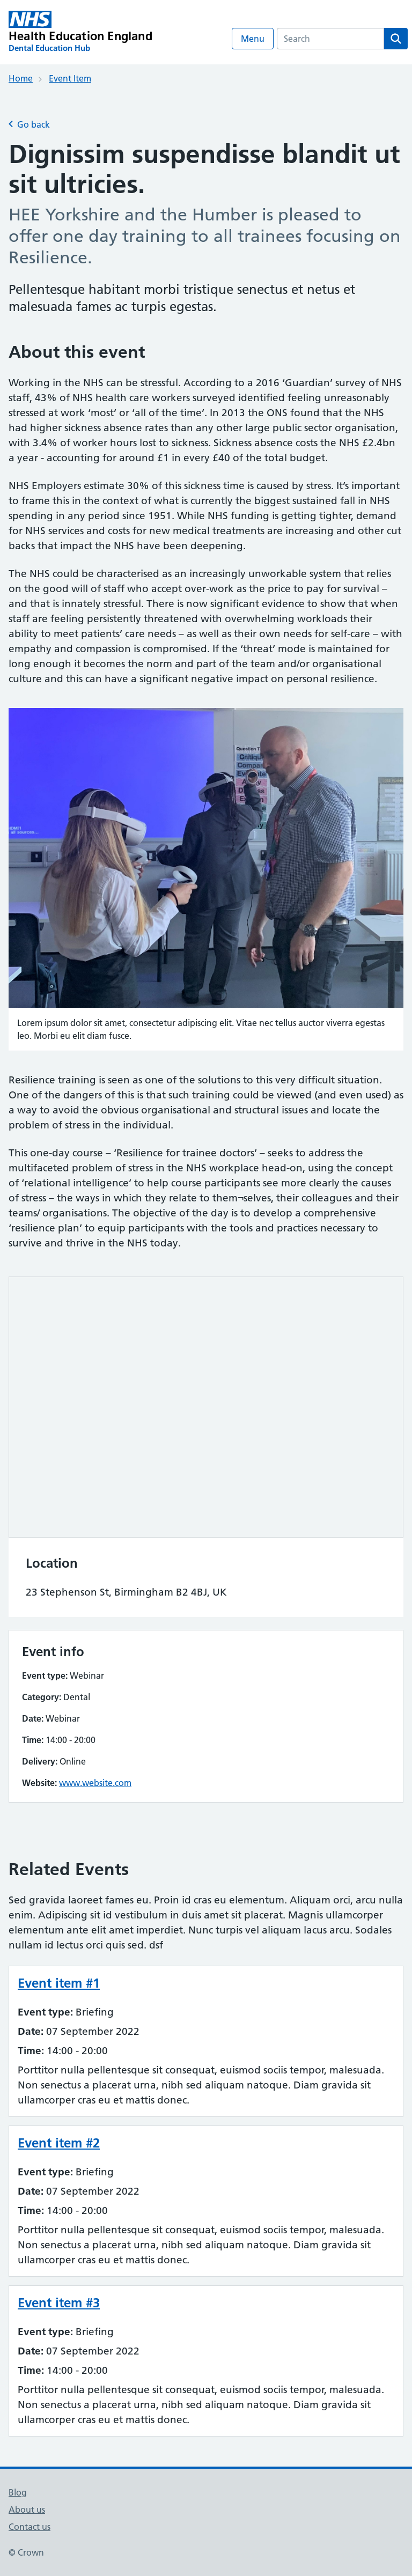 NHS
Health Education England
Dental Education Hub
Menu
Search
Home
Event Item
Go back
Dignissim suspendisse blandit ut
sit ultricies.
HEE Yorkshire and the Humber is pleased to
offer one day training to all trainees focusing on
Resilience.
Pellentesque habitant morbi tristique senectus et netus et
malesuada fames ac turpis egestas.
About this event
Working in the NHS can be stressful. According to a 2016 ‘Guardian’ survey of NHS
staff, 43% of NHS health care workers surveyed identified feeling unreasonably
stressed at work ‘most’ or ‘all of the time’. In 2013 the ONS found that the NHS
had higher sickness absence rates than any other large public sector organisation,
with 3.4% of worker hours lost to sickness. Sickness absence costs the NHS £2.4bn
a year - accounting for around £1 in every £40 of the total budget.
NHS Employers estimate 30% of this sickness time is caused by stress. It’s important
to frame this in the context of what is currently the biggest sustained fall in NHS
spending in any period since 1951. While NHS funding is getting tighter, demand
for NHS services and costs for new medical treatments are increasing and other cut
backs that impact the NHS have been deepening.
The NHS could be characterised as an increasingly unworkable system that relies
on the good will of staff who accept over-work as the price to pay for survival –
and that is innately stressful. There is now significant evidence to show that when
staff are feeling persistently threatened with overwhelming workloads their
ability to meet patients’ care needs – as well as their own needs for self-care – with
empathy and compassion is compromised. If the ‘threat’ mode is maintained for
long enough it becomes the norm and part of the team and/or organisational
culture and this can have a significant negative impact on personal resilience.
Lorem ipsum dolor sit amet, consectetur adipiscing elit. Vitae nec tellus auctor viverra egestas
leo. Morbi eu elit diam fusce.
Resilience training is seen as one of the solutions to this very difficult situation.
One of the dangers of this is that such training could be viewed (and even used) as
a way to avoid the obvious organisational and structural issues and locate the
problem of stress in the individual.
This one-day course – ‘Resilience for trainee doctors’ – seeks to address the
multifaceted problem of stress in the NHS workplace head-on, using the concept
of ‘relational intelligence’ to help course participants see more clearly the causes
of stress – the ways in which they relate to them¬selves, their colleagues and their
teams/ organisations. The objective of the day is to develop a comprehensive
‘resilience plan’ to equip participants with the tools and practices necessary to
survive and thrive in the NHS today.
Location
23 Stephenson St, Birmingham B2 4BJ, UK
Event info
Event type: Webinar
Category: Dental
Date: Webinar
Time: 14:00 - 20:00
Delivery: Online
Website: www.website.com
Related Events
Sed gravida laoreet fames eu. Proin id cras eu elementum. Aliquam orci, arcu nulla
enim. Adipiscing sit id vestibulum in duis amet sit placerat. Magnis ullamcorper
elementum ante elit amet imperdiet. Nunc turpis vel aliquam lacus arcu. Sodales
nullam id lectus orci quis sed. dsf
Event item #1
Event type: Briefing
Date: 07 September 2022
Time: 14:00 - 20:00
Porttitor nulla pellentesque sit consequat, euismod sociis tempor, malesuada.
Non senectus a placerat urna, nibh sed aliquam natoque. Diam gravida sit
ullamcorper cras eu et mattis donec.
Event item #2
Event type: Briefing
Date: 07 September 2022
Time: 14:00 - 20:00
Porttitor nulla pellentesque sit consequat, euismod sociis tempor, malesuada.
Non senectus a placerat urna, nibh sed aliquam natoque. Diam gravida sit
ullamcorper cras eu et mattis donec.
Event item #3
Event type: Briefing
Date: 07 September 2022
Time: 14:00 - 20:00
Porttitor nulla pellentesque sit consequat, euismod sociis tempor, malesuada.
Non senectus a placerat urna, nibh sed aliquam natoque. Diam gravida sit
ullamcorper cras eu et mattis donec.
Blog
About us
Contact us
© Crown